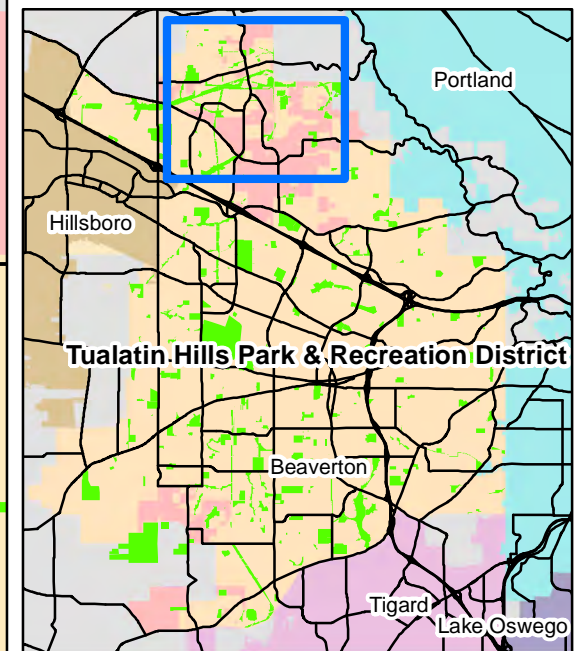 Portland
Hillsboro
Tualatin Hills Park & Recreation District
Beaverton
Tigard
Lake Oswego